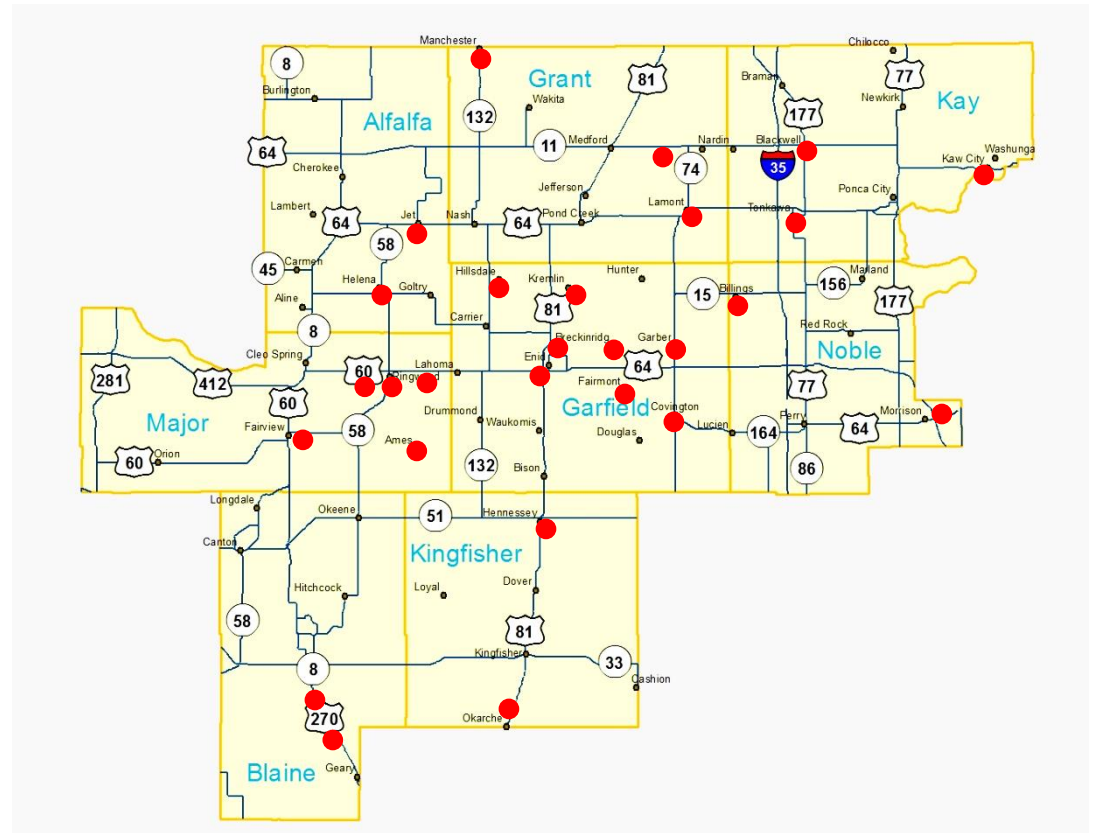 Manchester
Chilocco
8
Grant
81
77
Braman
Burlington
Wakita
Newkirk
Kay
177
132
Alfalfa
11
Medford
Nardin
Blackwell
64
Washunga
Kaw City
Cherokee
74
35
Jefferson
Ponca City
Lambert
Lamont
Tonkawa
64
Jet
Nash
64
Pond Creek
58
45
Carmen
Helena
Goltry
Hillsdale
Kremlin
Hunter
15
Billings
156
Marland
Aline
81
177
Carrier
8
Red Rock
Cleo Spring
Enid
Garber
Noble
281
412
60
Lahoma
64
77
60
Fairmont
Major
Drummond
Garfield
Covington
Morrison
Fairview
58
Waukomis
Douglas
Lucien
164
Perry
64
Ames
60
Orion
132
Bison
86
Longdale
Okeene
51
Hennessey
Canton
Kingfisher
Hitchcock
Loyal
Dover
58
81
Kingfisher
33
8
Cashion
270
Okarche
Blaine
Geary